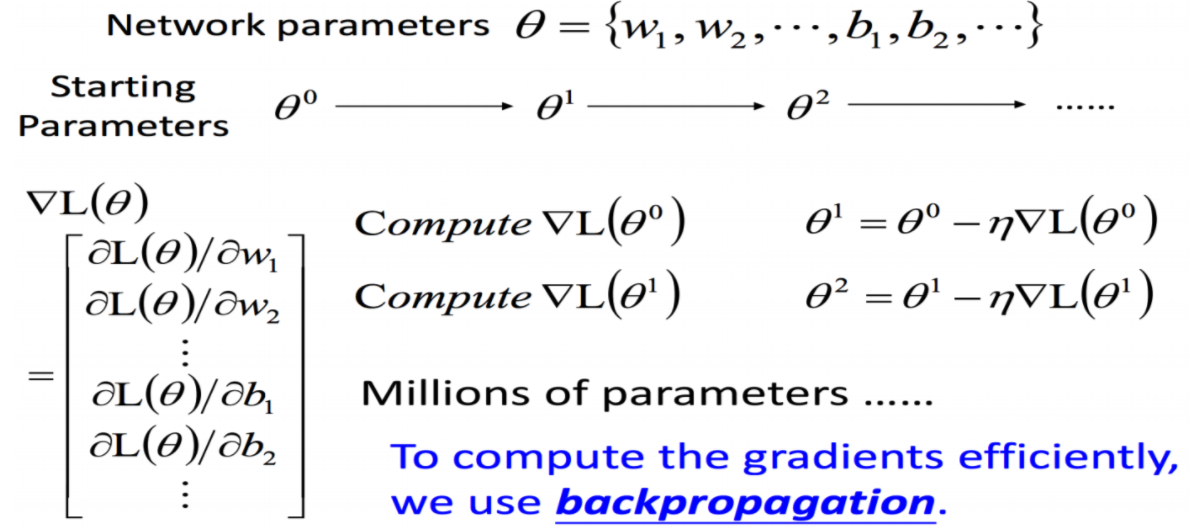 Network parameters θ = {w₁, w₂, ⋯, b₁, b₂, ⋯}
Starting Parameters θ⁰ → θ¹ → θ² → ......
∇L(θ)
= [ ∂L(θ)/∂w₁
∂L(θ)/∂w₂
⋮
∂L(θ)/∂b₁
∂L(θ)/∂b₂
⋮ ]
Compute ∇L(θ⁰) θ¹ = θ⁰ − η∇L(θ⁰)
Compute ∇L(θ¹) θ² = θ¹ − η∇L(θ¹)
Millions of parameters ......
To compute the gradients efficiently,
we use backpropagation.